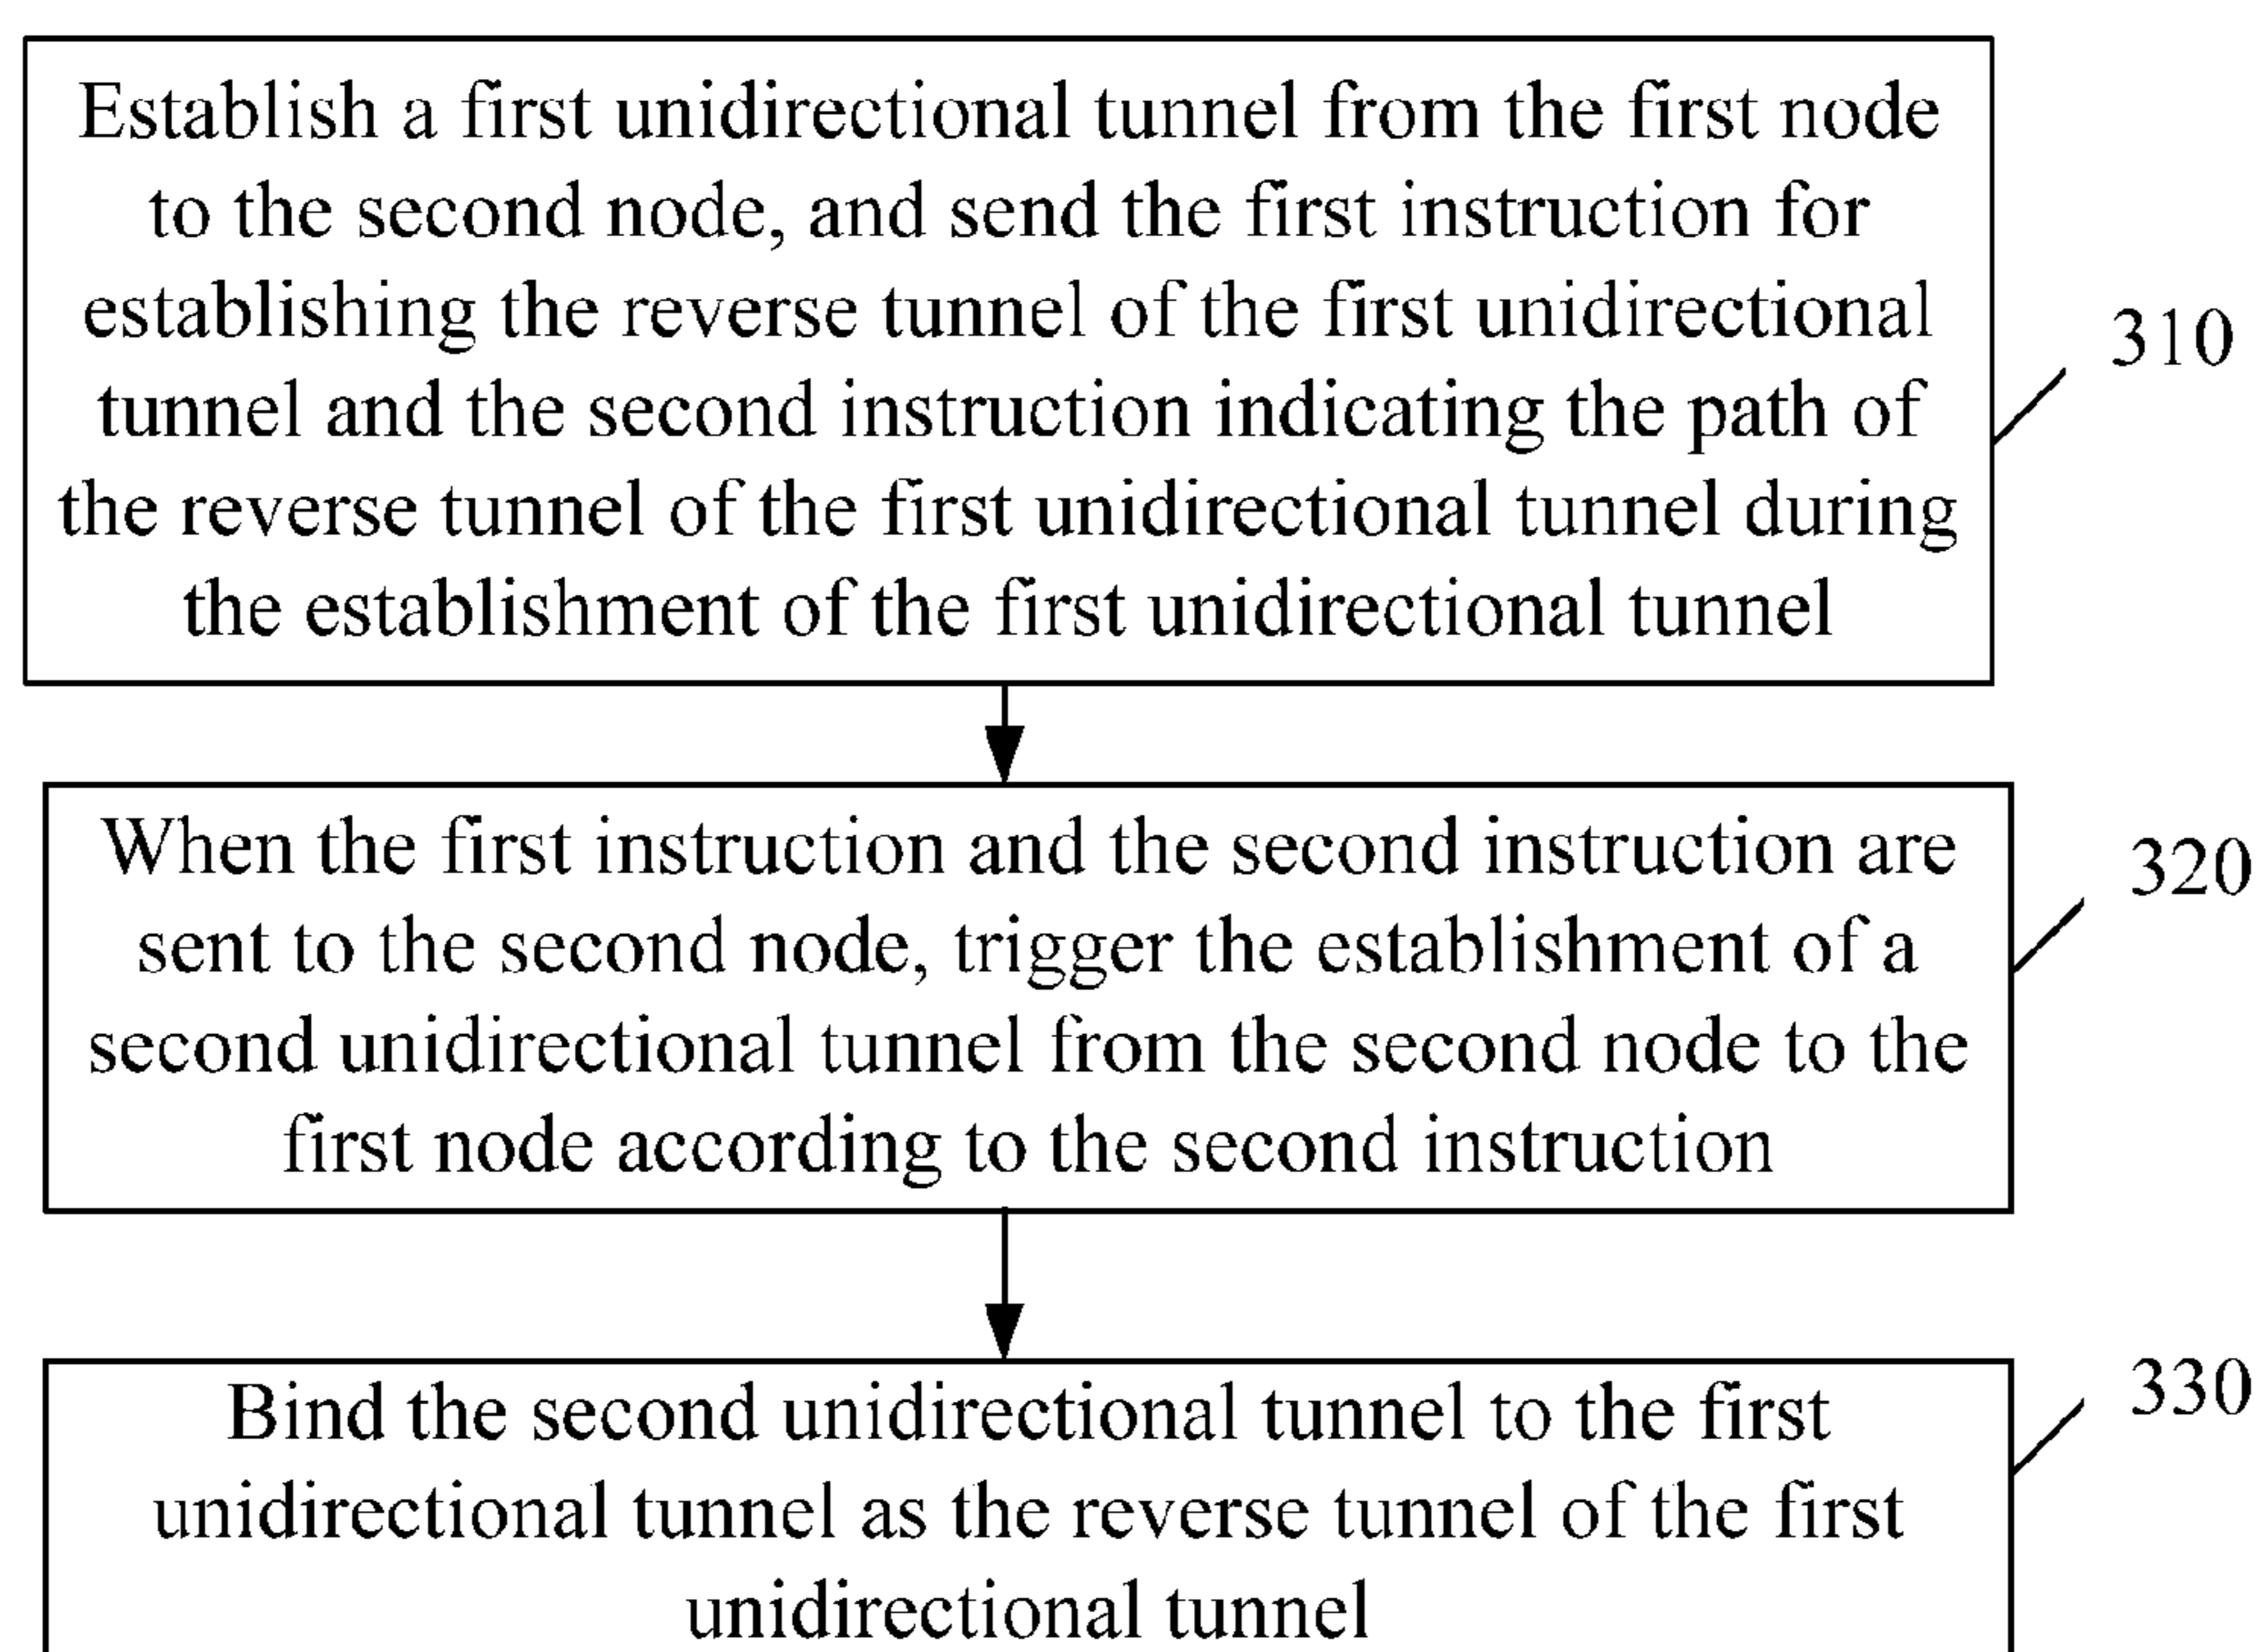 Establish a first unidirectional tunnel from the first node
to the second node, and send the first instruction for
establishing the reverse tunnel of the first unidirectional
tunnel and the second instruction indicating the path of
the reverse tunnel of the first unidirectional tunnel during
the establishment of the first unidirectional tunnel
310
When the first instruction and the second instruction are
sent to the second node, trigger the establishment of a
second unidirectional tunnel from the second node to the
first node according to the second instruction
320
Bind the second unidirectional tunnel to the first
unidirectional tunnel as the reverse tunnel of the first
unidirectional tunnel
330